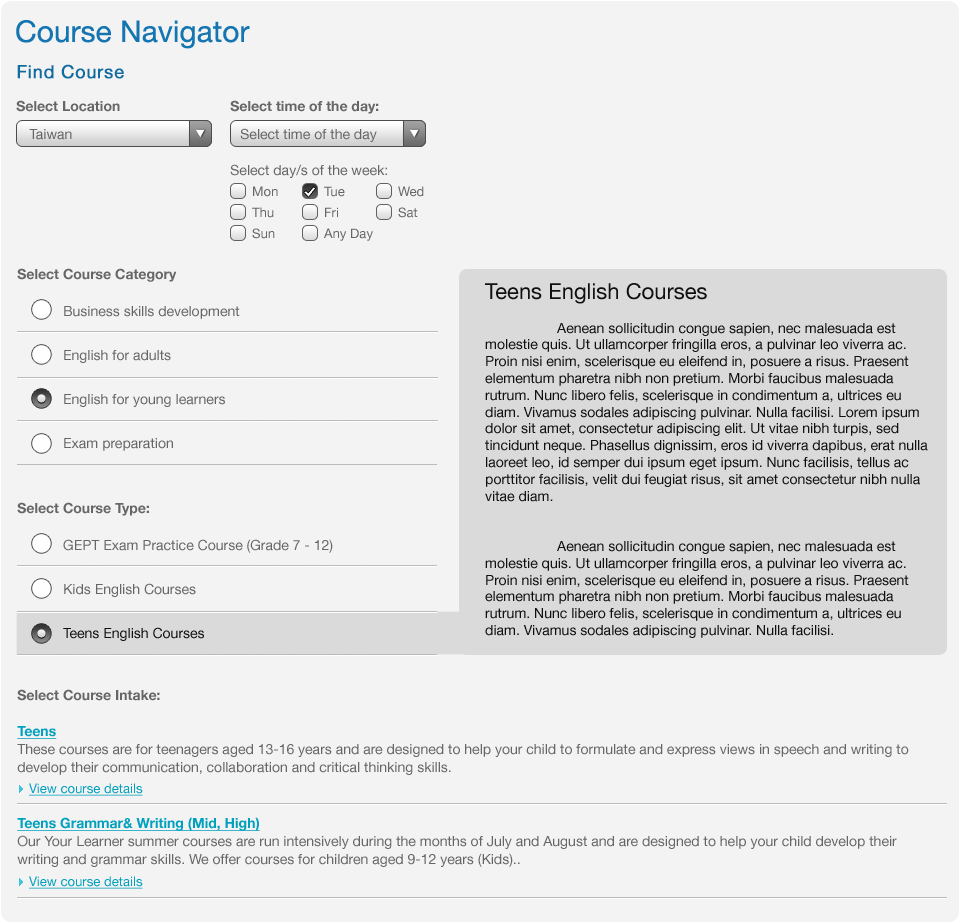 Course Navigator
Find Course
Select Location
Select time of the day:
Taiwan
Select time of the day
Select day/s of the week:
Mon
Tue
Wed
Thu
Fri
Sat
Sun
Any Day
Select Course Category
Business skills development
English for adults
English for young learners
Exam preparation
Select Course Type:
GEPT Exam Practice Course (Grade 7 - 12)
Kids English Courses
Teens English Courses
Teens English Courses
Aenean sollicitudin congue sapien, nec malesuada est
molestie quis. Ut ullamcorper fringilla eros, a pulvinar leo viverra ac.
Proin nisi enim, scelerisque eu eleifend in, posuere a risus. Praesent
elementum pharetra nibh non pretium. Morbi faucibus malesuada
rutrum. Nunc libero felis, scelerisque in condimentum a, ultrices eu
diam. Vivamus sodales adipiscing pulvinar. Nulla facilisi. Lorem ipsum
dolor sit amet, consectetur adipiscing elit. Ut vitae nibh turpis, sed
tincidunt neque. Phasellus dignissim, eros id viverra dapibus, erat nulla
laoreet leo, id semper dui ipsum eget ipsum. Nunc facilisis, tellus ac
porttitor facilisis, velit dui feugiat risus, sit amet consectetur nibh nulla
vitae diam.
Aenean sollicitudin congue sapien, nec malesuada est
molestie quis. Ut ullamcorper fringilla eros, a pulvinar leo viverra ac.
Proin nisi enim, scelerisque eu eleifend in, posuere a risus. Praesent
elementum pharetra nibh non pretium. Morbi faucibus malesuada
rutrum. Nunc libero felis, scelerisque in condimentum a, ultrices eu
diam. Vivamus sodales adipiscing pulvinar. Nulla facilisi.
Select Course Intake:
Teens
These courses are for teenagers aged 13-16 years and are designed to help your child to formulate and express views in speech and writing to
develop their communication, collaboration and critical thinking skills.
View course details
Teens Grammar& Writing (Mid, High)
Our Your Learner summer courses are run intensively during the months of July and August and are designed to help your child develop their
writing and grammar skills. We offer courses for children aged 9-12 years (Kids)..
View course details